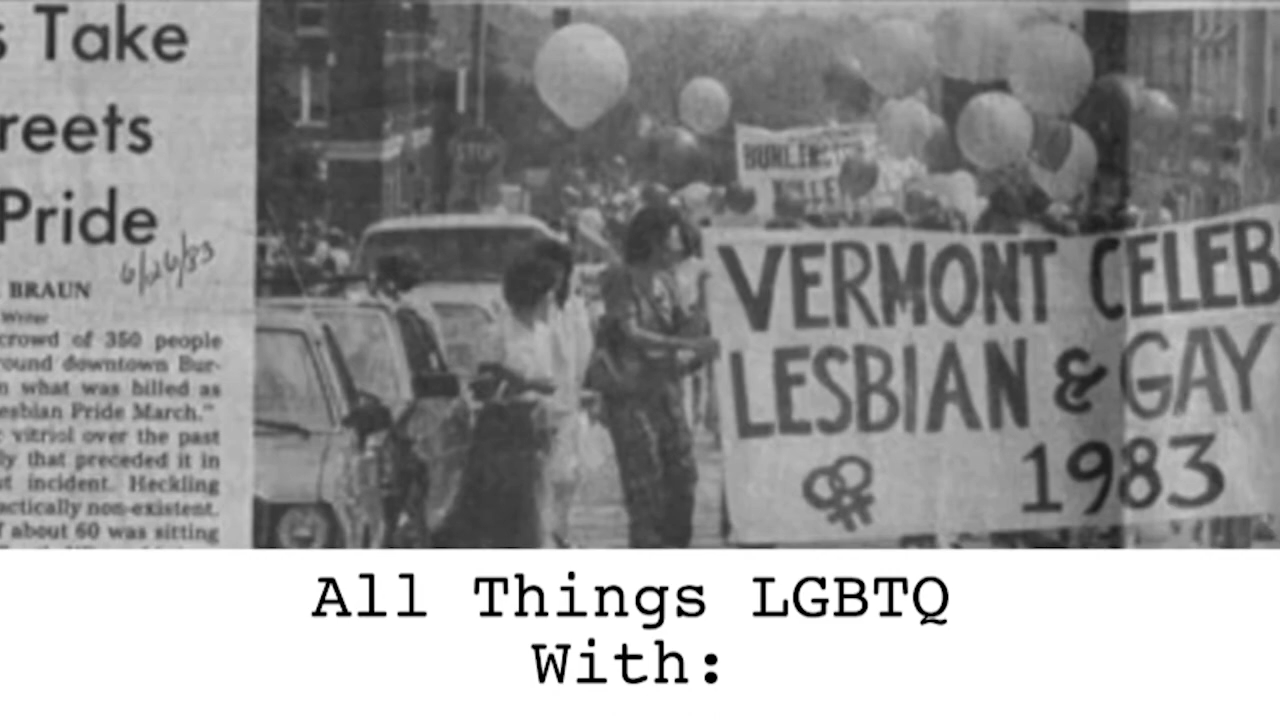 s Take
reets
Pride
6/26/83
BRAUN
Writer
crowd of 350 people
round downtown Bur-
n what was billed as
esbian Pride March."
vitriol over the past
ly that preceded it in
st incident. Heckling
actically non-existent.
f about 60 was sitting
STOP
BURLINGTON
VERMONT CELEB
LESBIAN & GAY
1983
All Things LGBTQ
With: